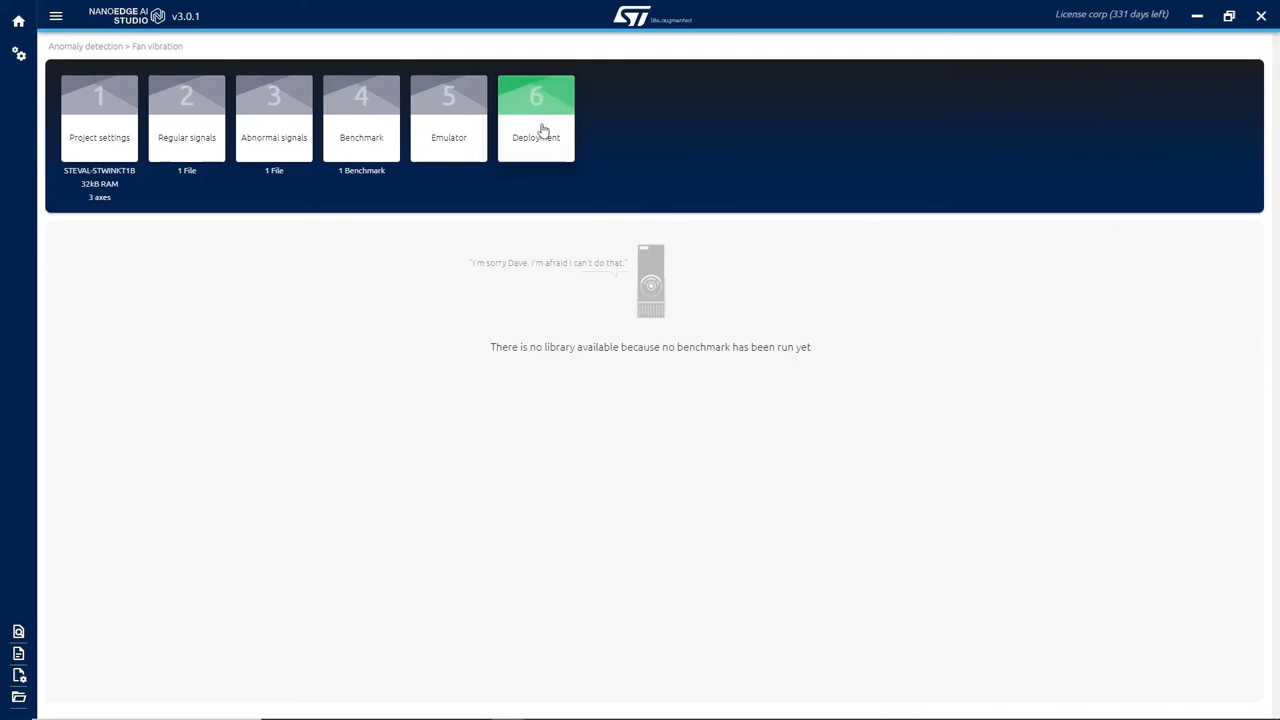 NANOEDGE AI
STUDIO v3.0.1
life.augmented
License corp (331 days left)
Anomaly detection > Fan vibration
1 2 3 4 5 6
Project settings Regular signals Abnormal signals Benchmark Emulator Deployment
STEVAL-STWINKT1B 1 File 1 File 1 Benchmark
32kB RAM
3 axes
"I'm sorry Dave. I'm afraid I can't do that."
There is no library available because no benchmark has been run yet